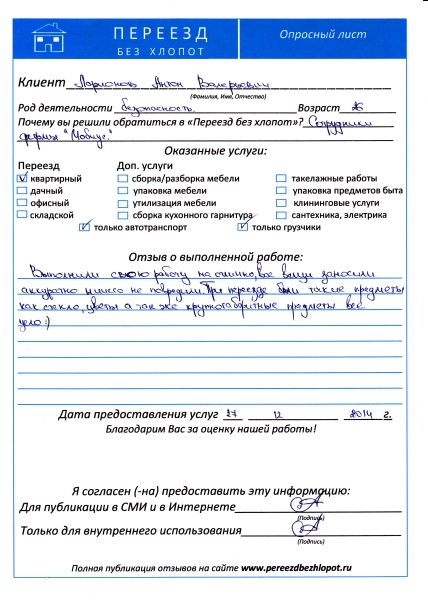 ПЕРЕЕЗД
БЕЗ ХЛОПОТ
Опросный лист
Клиент Ларионов Антон Валерьевич
(Фамилия, Имя, Отчество)
Род деятельности безопасность Возраст 26
Почему вы решили обратиться в «Переезд без хлопот»? Сотрудники
фирмы "Мобиус."
Оказанные услуги:
Переезд Доп. услуги
квартирный сборка/разборка мебели такелажные работы
дачный упаковка мебели упаковка предметов быта
офисный утилизация мебели клининговые услуги
складской сборка кухонного гарнитура сантехника, электрика
только автотранспорт только грузчики
Отзыв о выполненной работе:
Выполнили свою работу на отлично, все вещи заносили
аккуратно ничего не повредили. При переезде были такие предметы
как стекло, цветы а так же крупногабаритные предметы все
цело :)
Дата предоставления услуг 27 2014 г.
Благодарим Вас за оценку нашей работы!
Я согласен (-на) предоставить эту информацию:
Для публикации в СМИ и в Интернете
(Подпись)
Только для внутреннего использования
(Подпись)
Полная публикация отзывов на сайте www.pereezdbezhlopot.ru